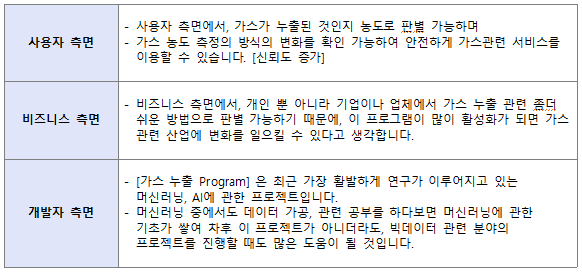 사용자 측면
- 사용자 측면에서, 가스가 누출된 것인지 농도로 판별 가능하며
- 가스 농도 측정의 방식의 변화를 확인 가능하여 안전하게 가스관련 서비스를
이용할 수 있습니다. [신뢰도 증가]
비즈니스 측면
- 비즈니스 측면에서, 개인 뿐 아니라 기업이나 업체에서 가스 누출 관련 좀더
쉬운 방법으로 판별 가능하기 때문에, 이 프로그램이 많이 활성화가 되면 가스
관련 산업에 변화를 일으킬 수 있다고 생각합니다.
개발자 측면
- [가스 누출 Program] 은 최근 가장 활발하게 연구가 이루어지고 있는
머신러닝, AI에 관한 프로젝트입니다.
- 머신러닝 중에서도 데이터 가공, 관련 공부를 하다보면 머신러닝에 관한
기초가 쌓여 차후 이 프로젝트가 아니더라도, 빅데이터 관련 분야의
프로젝트를 진행할 때도 많은 도움이 될 것입니다.